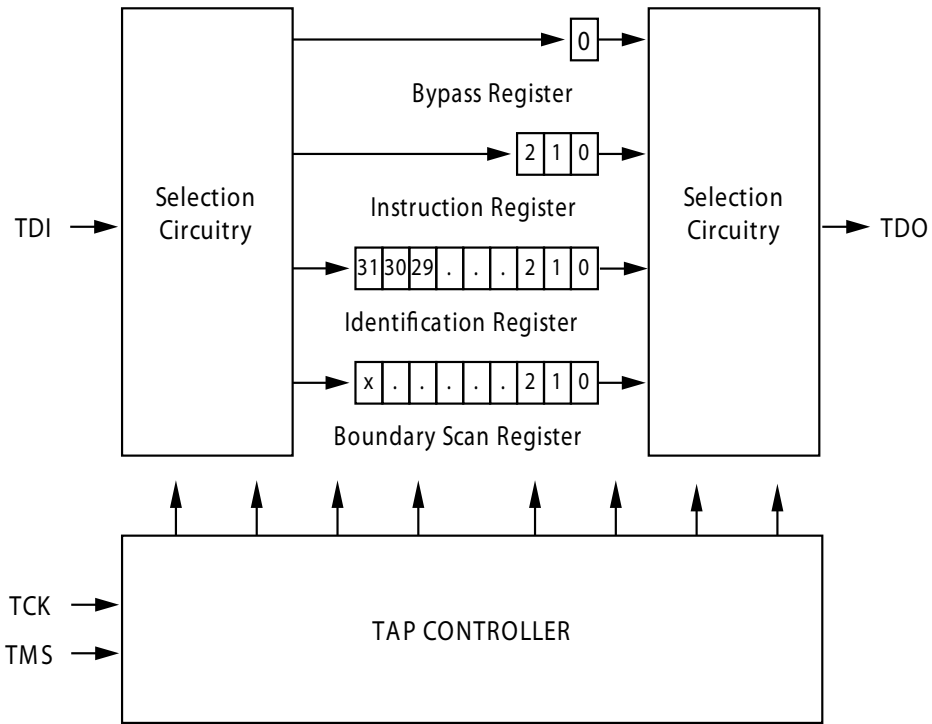 0
Bypass Register
2 1 0
Instruction Register
Selection
Circuitry
Selection
Circuitry
TDI
TDO
31 30 29 . . . 2 1 0
Identification Register
x . . . . . 2 1 0
Boundary Scan Register
TCK
TMS
TAP CONTROLLER